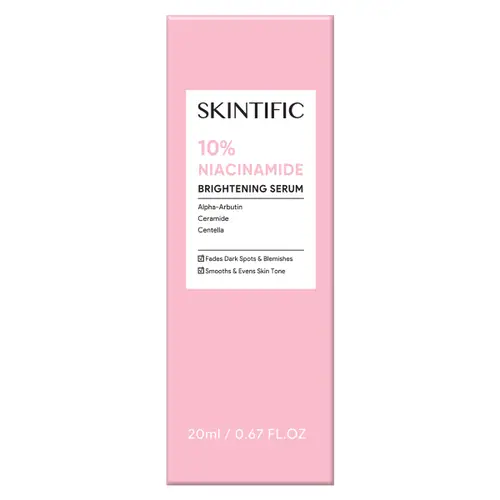 SKINTIFIC
10%
NIACINAMIDE
BRIGHTENING SERUM
Alpha-Arbutin
Ceramide
Centella
Fades Dark Spots & Blemishes
Smooths & Evens Skin Tone
20ml / 0.67 FL.OZ